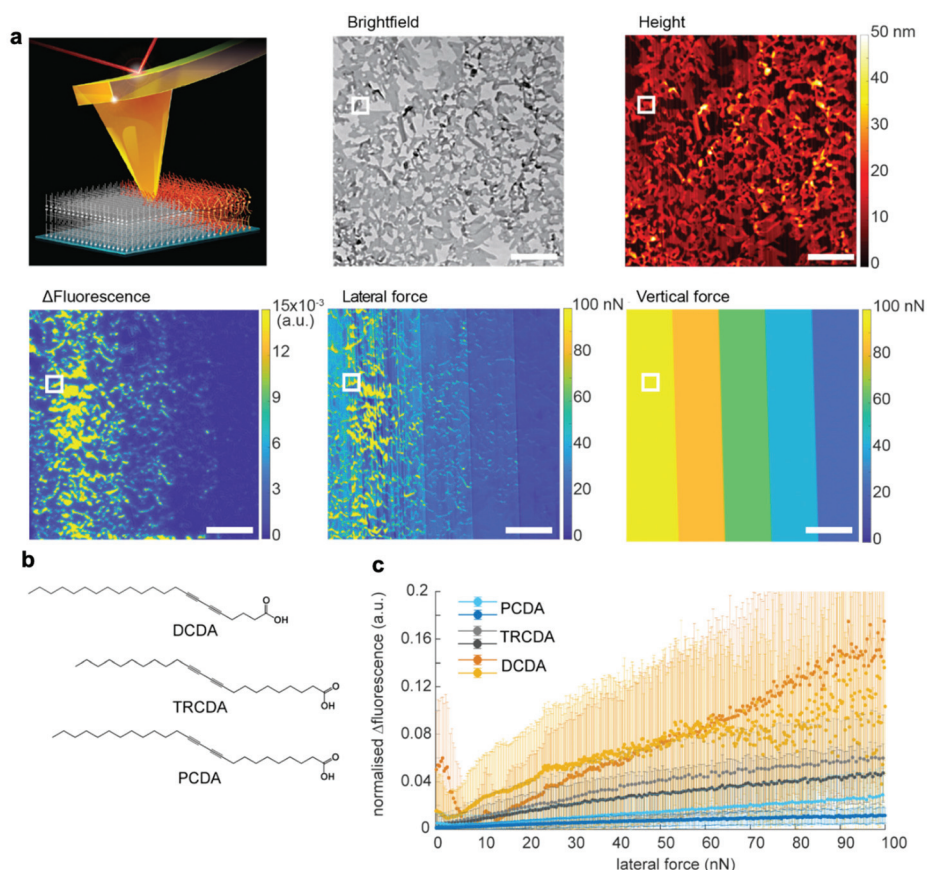 a
Brightfield
Height
50 nm
40
30
20
10
0
ΔFluorescence
15x10⁻³
(a.u.)
12
9
6
3
0
Lateral force
100 nN
80
60
40
20
0
Vertical force
100 nN
80
60
40
20
0
b
O
OH
DCDA
O
OH
TRCDA
O
OH
PCDA
c
normalised Δfluorescence (a.u.)
0.2
0.16
0.12
0.08
0.04
0
PCDA
TRCDA
DCDA
0 10 20 30 40 50 60 70 80 90 100
lateral force (nN)